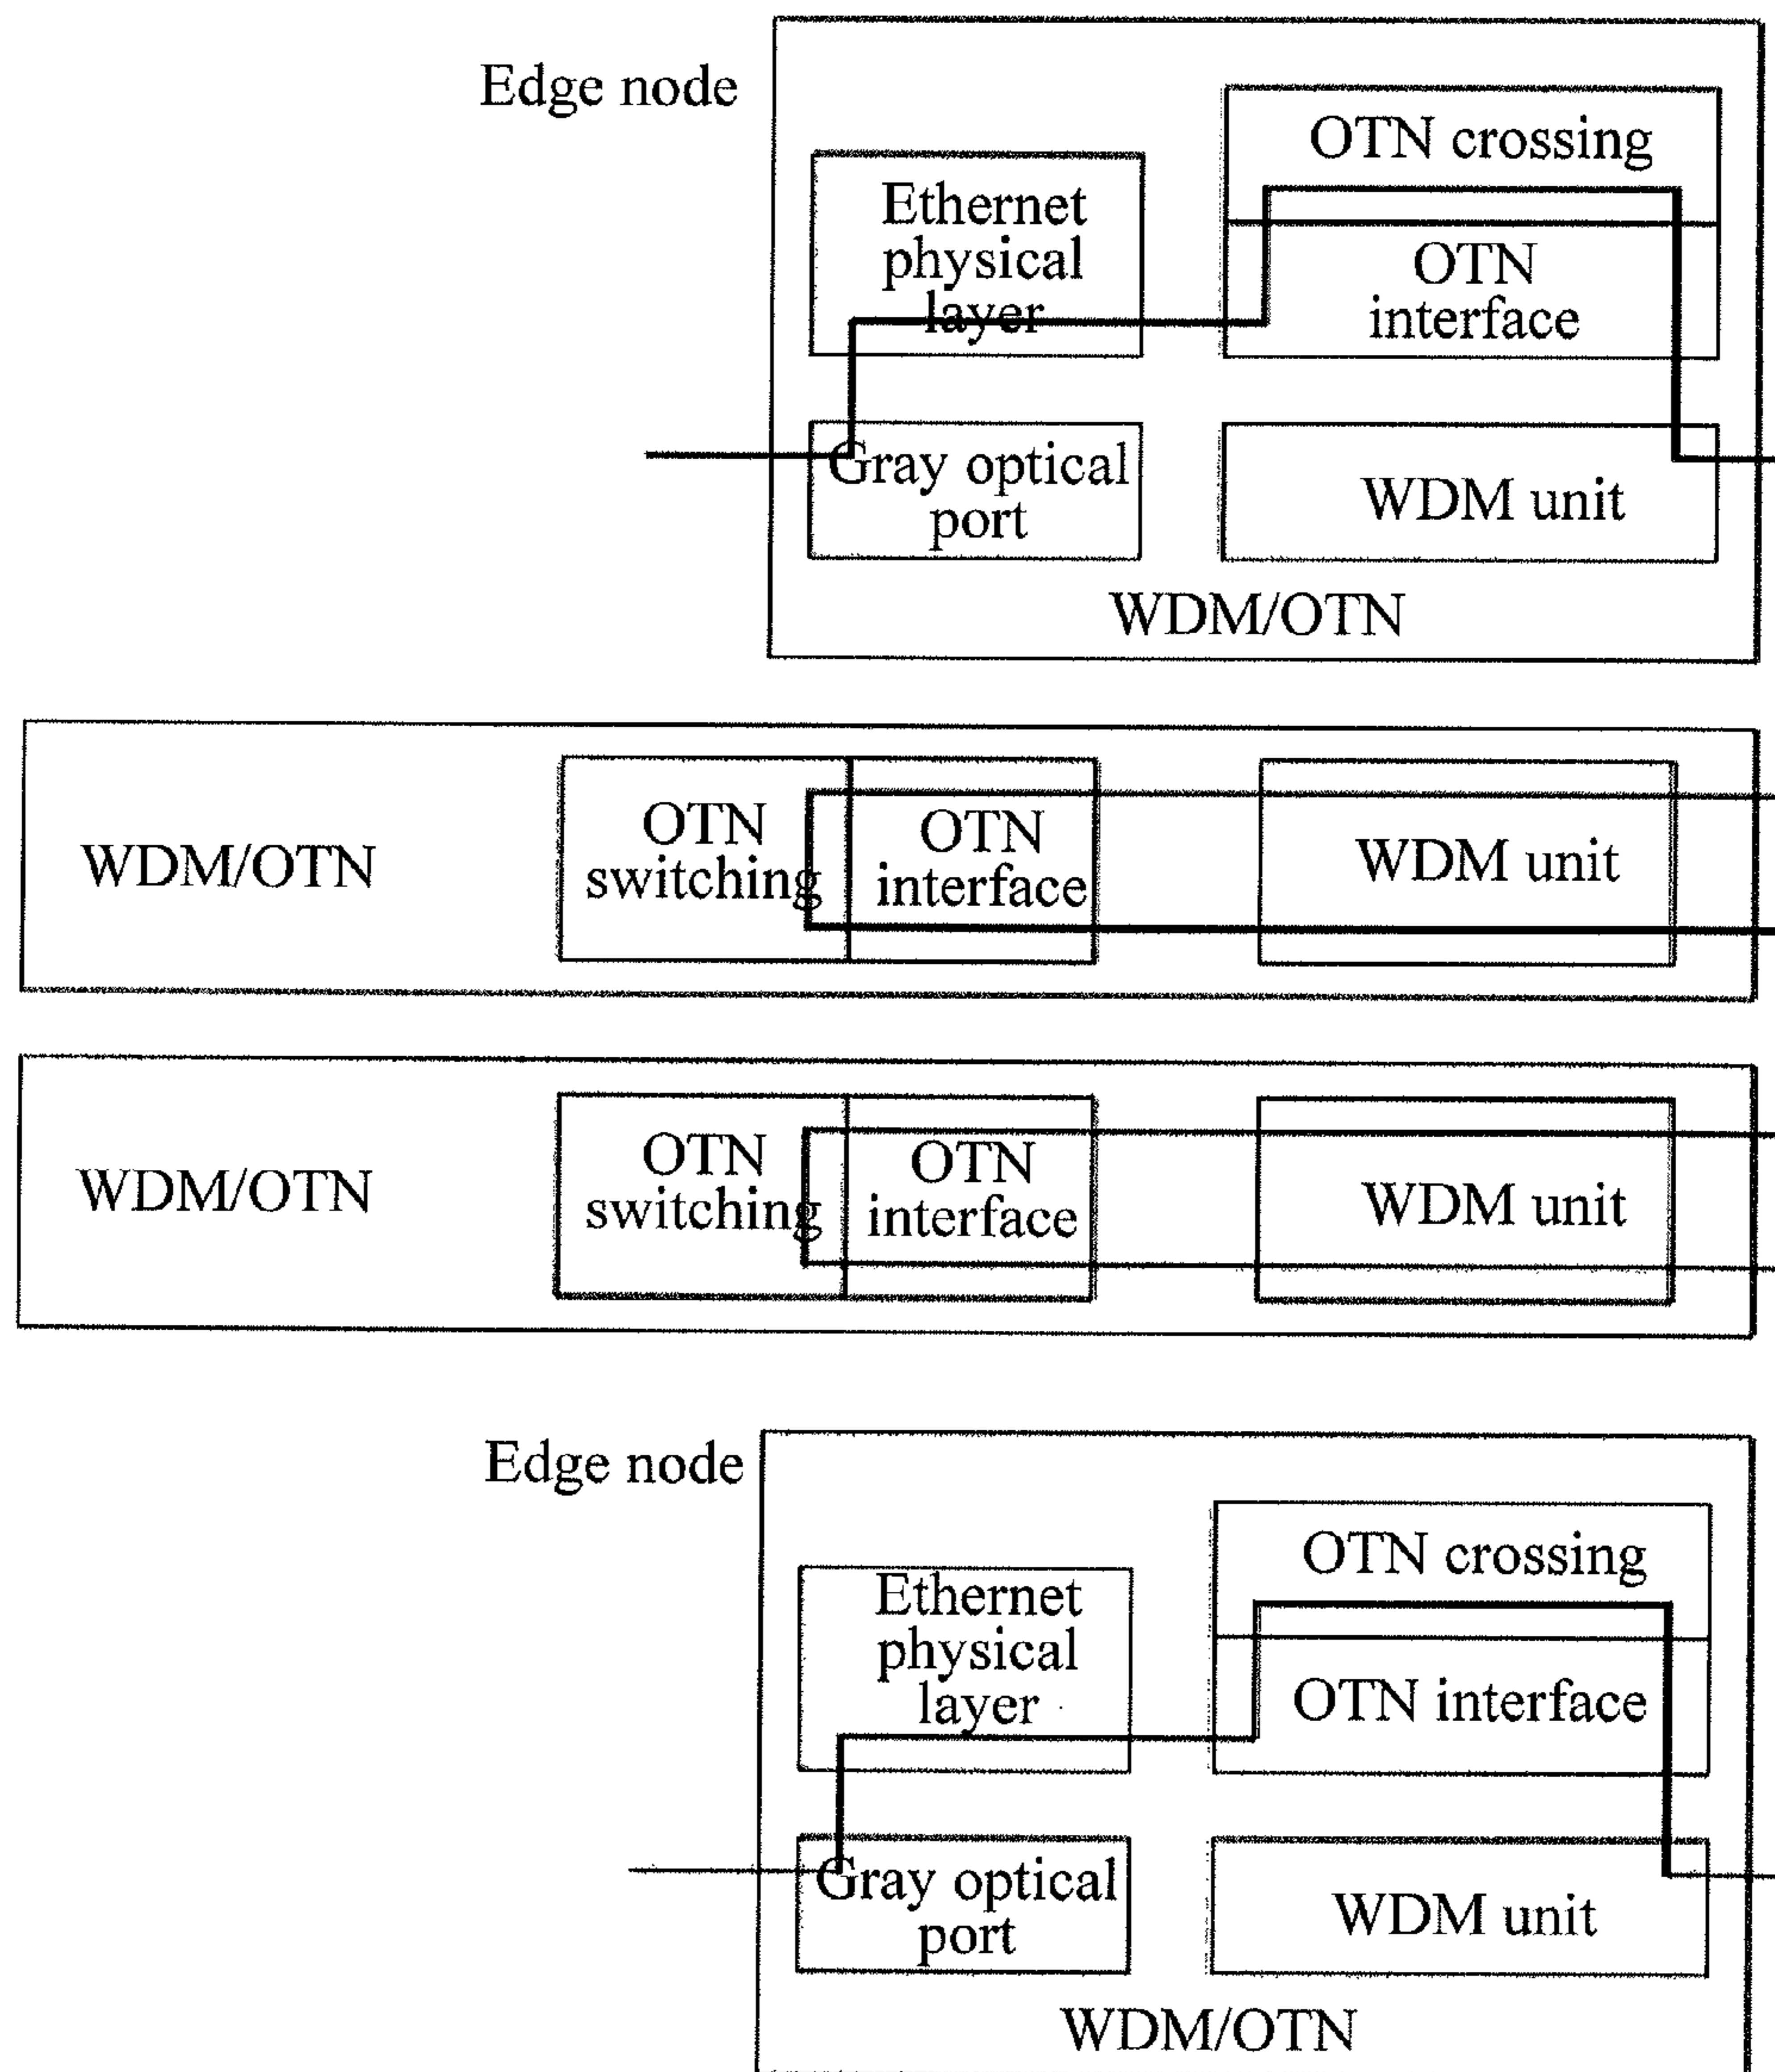 Edge node
OTN crossing
Ethernet
physical
layer
OTN
interface
Gray optical
port
WDM unit
WDM/OTN
WDM/OTN
OTN
switching
OTN
interface
WDM unit
WDM/OTN
OTN
switching
OTN
interface
WDM unit
Edge node
OTN crossing
Ethernet
physical
layer
OTN interface
Gray optical
port
WDM unit
WDM/OTN